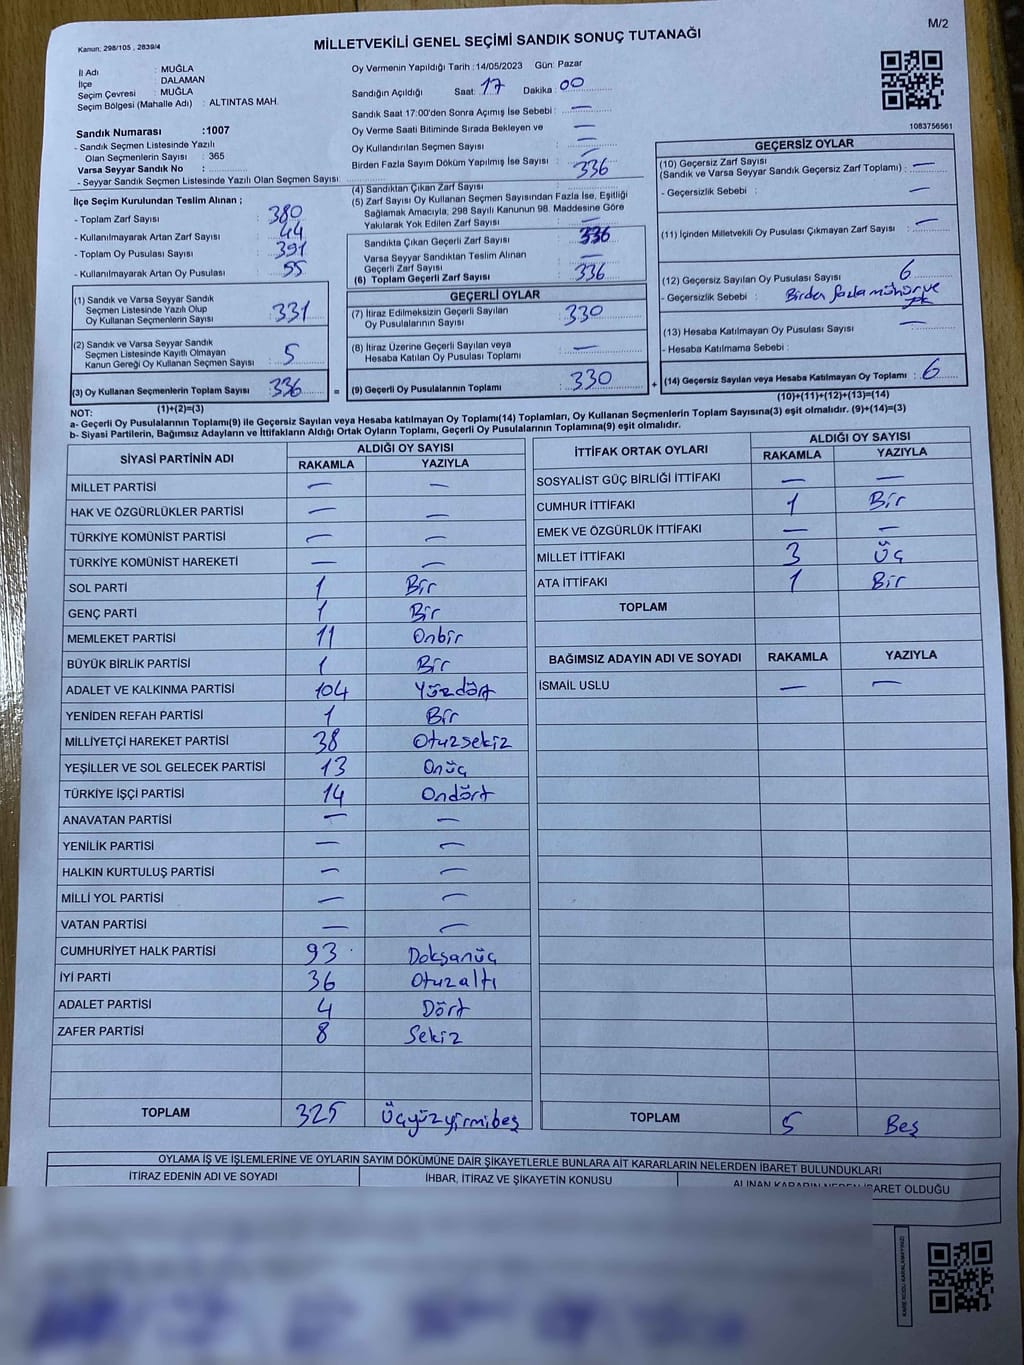 M/2
Kanun: 298/105 , 2839/4
MİLLETVEKİLİ GENEL SEÇİMİ SANDIK SONUÇ TUTANAĞI
İl Adı : MUĞLA
İlçe : DALAMAN
Seçim Çevresi : MUĞLA
Seçim Bölgesi (Mahalle Adı) : ALTINTAS MAH.
Sandık Numarası :1007
- Sandık Seçmen Listesinde Yazılı
Olan Seçmenlerin Sayısı : 365
Varsa Seyyar Sandık No :
- Seyyar Sandık Seçmen Listesinde Yazılı Olan Seçmen Sayısı :
Oy Vermenin Yapıldığı Tarih :14/05/2023 Gün: Pazar
Sandığın Açıldığı Saat: 17 Dakika : 00
Sandık Saat 17:00'den Sonra Açımış İse Sebebi : —
Oy Verme Saati Bitiminde Sırada Bekleyen ve —
Oy Kullandırılan Seçmen Sayısı —
Birden Fazla Sayım Döküm Yapılmış İse Sayısı : —
1083756561
İlçe Seçim Kurulundan Teslim Alınan ;
- Toplam Zarf Sayısı : 380
- Kullanılmayarak Artan Zarf Sayısı : 44
- Toplam Oy Pusulası Sayısı : 391
- Kullanılmayarak Artan Oy Pusulası : 55
(1) Sandık ve Varsa Seyyar Sandık
Seçmen Listesinde Yazılı Olup
Oy Kullanan Seçmenlerin Sayısı : 331
(2) Sandık ve Varsa Seyyar Sandık
Seçmen Listesinde Kayıtlı Olmayan
Kanun Gereği Oy Kullanan Seçmen Sayısı : 5
(3) Oy Kullanan Seçmenlerin Toplam Sayısı : 336 =
(1)+(2)=(3)
(4) Sandıktan Çıkan Zarf Sayısı : 336
(5) Zarf Sayısı Oy Kullanan Seçmen Sayısından Fazla İse, Eşitliği
Sağlamak Amacıyla, 298 Sayılı Kanunun 98. Maddesine Göre
Yakılarak Yok Edilen Zarf Sayısı : —
Sandıkta Çıkan Geçerli Zarf Sayısı : 336
Varsa Seyyar Sandıktan Teslim Alınan
Geçerli Zarf Sayısı : —
(6) Toplam Geçerli Zarf Sayısı : 336
GEÇERLİ OYLAR
(7) İtiraz Edilmeksizin Geçerli Sayılan
Oy Pusulalarının Sayısı : 330
(8) İtiraz Üzerine Geçerli Sayılan veya
Hesaba Katılan Oy Pusulası Toplamı : —
(9) Geçerli Oy Pusulalarının Toplamı : 330 +
GEÇERSİZ OYLAR
(10) Geçersiz Zarf Sayısı
(Sandık ve Varsa Seyyar Sandık Geçersiz Zarf Toplamı) : —
- Geçersizlik Sebebi : —
(11) İçinden Milletvekili Oy Pusulası Çıkmayan Zarf Sayısı : —
(12) Geçersiz Sayılan Oy Pusulası Sayısı : 6
- Geçersizlik Sebebi : Birden fazla mühür ve
(13) Hesaba Katılmayan Oy Pusulası Sayısı : —
- Hesaba Katılmama Sebebi :
(14) Geçersiz Sayılan veya Hesaba Katılmayan Oy Toplamı : 6
(10)+(11)+(12)+(13)=(14)
NOT:
a- Geçerli Oy Pusulalarının Toplamı(9) ile Geçersiz Sayılan veya Hesaba katılmayan Oy Toplamı(14) Toplamları, Oy Kullanan Seçmenlerin Toplam Sayısına(3) eşit olmalıdır. (9)+(14)=(3)
b- Siyasi Partilerin, Bağımsız Adayların ve İttifakların Aldığı Ortak Oyların Toplamı, Geçerli Oy Pusulalarının Toplamına(9) eşit olmalıdır.
SİYASİ PARTİNİN ADI ALDIĞI OY SAYISI
RAKAMLA YAZIYLA
MİLLET PARTİSİ — —
HAK VE ÖZGÜRLÜKLER PARTİSİ — —
TÜRKİYE KOMÜNİST PARTİSİ — —
TÜRKİYE KOMÜNİST HAREKETİ — —
SOL PARTİ 1 Bir
GENÇ PARTİ 1 Bir
MEMLEKET PARTİSİ 11 Onbir
BÜYÜK BİRLİK PARTİSİ 1 Bir
ADALET VE KALKINMA PARTİSİ 104 Yüzdört
YENİDEN REFAH PARTİSİ 1 Bir
MİLLİYETÇİ HAREKET PARTİSİ 38 Otuzsekiz
YEŞİLLER VE SOL GELECEK PARTİSİ 13 Onüç
TÜRKİYE İŞÇİ PARTİSİ 14 Ondört
ANAVATAN PARTİSİ — —
YENİLİK PARTİSİ — —
HALKIN KURTULUŞ PARTİSİ — —
MİLLİ YOL PARTİSİ — —
VATAN PARTİSİ — —
CUMHURİYET HALK PARTİSİ 93 Doksanüç
İYİ PARTİ 36 Otuzaltı
ADALET PARTİSİ 4 Dört
ZAFER PARTİSİ 8 Sekiz
TOPLAM 325 Üçyüzyirmibeş
İTTİFAK ORTAK OYLARI ALDIĞI OY SAYISI
RAKAMLA YAZIYLA
SOSYALİST GÜÇ BİRLİĞİ İTTİFAKI — —
CUMHUR İTTİFAKI 1 Bir
EMEK VE ÖZGÜRLÜK İTTİFAKI — —
MİLLET İTTİFAKI 3 Üç
ATA İTTİFAKI 1 Bir
TOPLAM
BAĞIMSIZ ADAYIN ADI VE SOYADI RAKAMLA YAZIYLA
İSMAİL USLU — —
TOPLAM 5 Beş
OYLAMA İŞ VE İŞLEMLERİNE VE OYLARIN SAYIM DÖKÜMÜNE DAİR ŞİKAYETLERLE BUNLARA AİT KARARLARIN NELERDEN İBARET BULUNDUKLARI
İTİRAZ EDENİN ADI VE SOYADI İHBAR, İTİRAZ VE ŞİKAYETİN KONUSU ALINAN KARARIN NEDEN İBARET OLDUĞU
KARE KODU KARALAMAYINIZ!